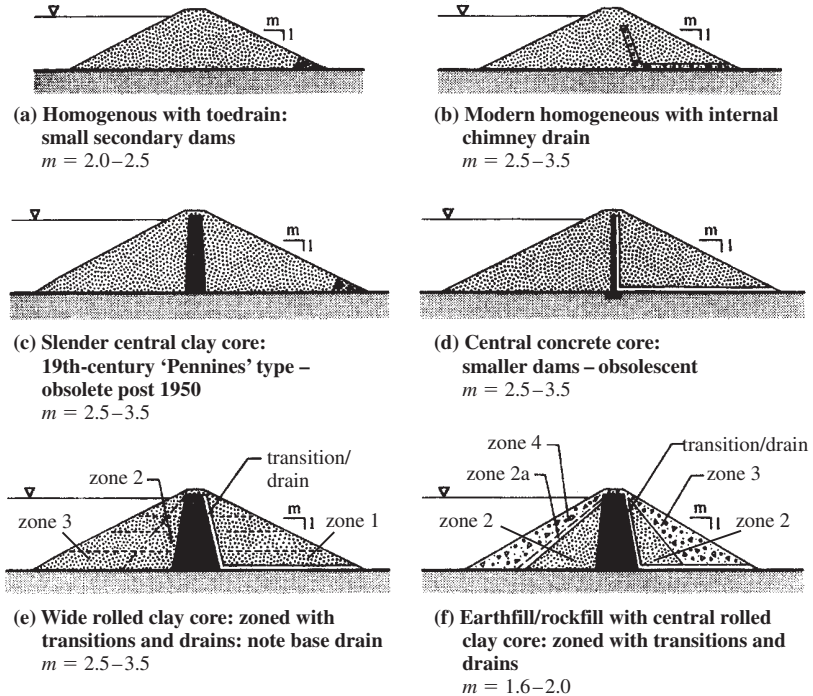 m
1
m
1
(a) Homogenous with toedrain:
small secondary dams
m = 2.0–2.5
(b) Modern homogeneous with internal
chimney drain
m = 2.5–3.5
m
1
m
1
(c) Slender central clay core:
19th-century ‘Pennines’ type –
obsolete post 1950
m = 2.5–3.5
(d) Central concrete core:
smaller dams – obsolescent
m = 2.5–3.5
zone 2
transition/
drain
zone 3
m
1
zone 1
zone 4
transition/drain
zone 2a
zone 3
zone 2
m
1
zone 2
(e) Wide rolled clay core: zoned with
transitions and drains: note base drain
m = 2.5–3.5
(f) Earthfill/rockfill with central rolled
clay core: zoned with transitions and
drains
m = 1.6–2.0